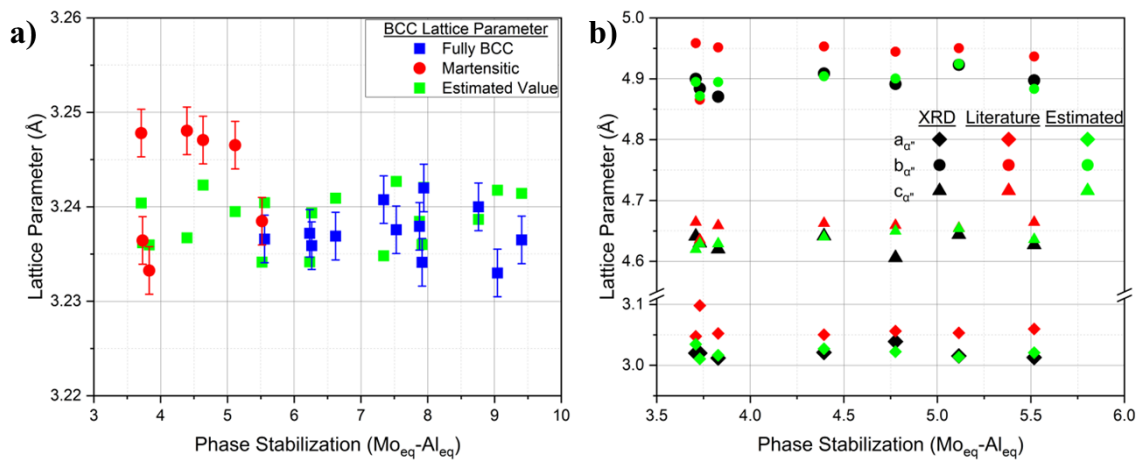 a)
3.26
3.25
3.24
3.23
3.22
Lattice Parameter (Å)
BCC Lattice Parameter
Fully BCC
Martensitic
Estimated Value
3 4 5 6 7 8 9 10
Phase Stabilization (Moeq-Aleq)
b)
5.0
4.9
4.8
4.7
4.6
3.1
3.0
Lattice Parameter (Å)
XRD Literature Estimated
aα"
bα"
cα"
3.5 4.0 4.5 5.0 5.5 6.0
Phase Stabilization (Moeq-Aleq)